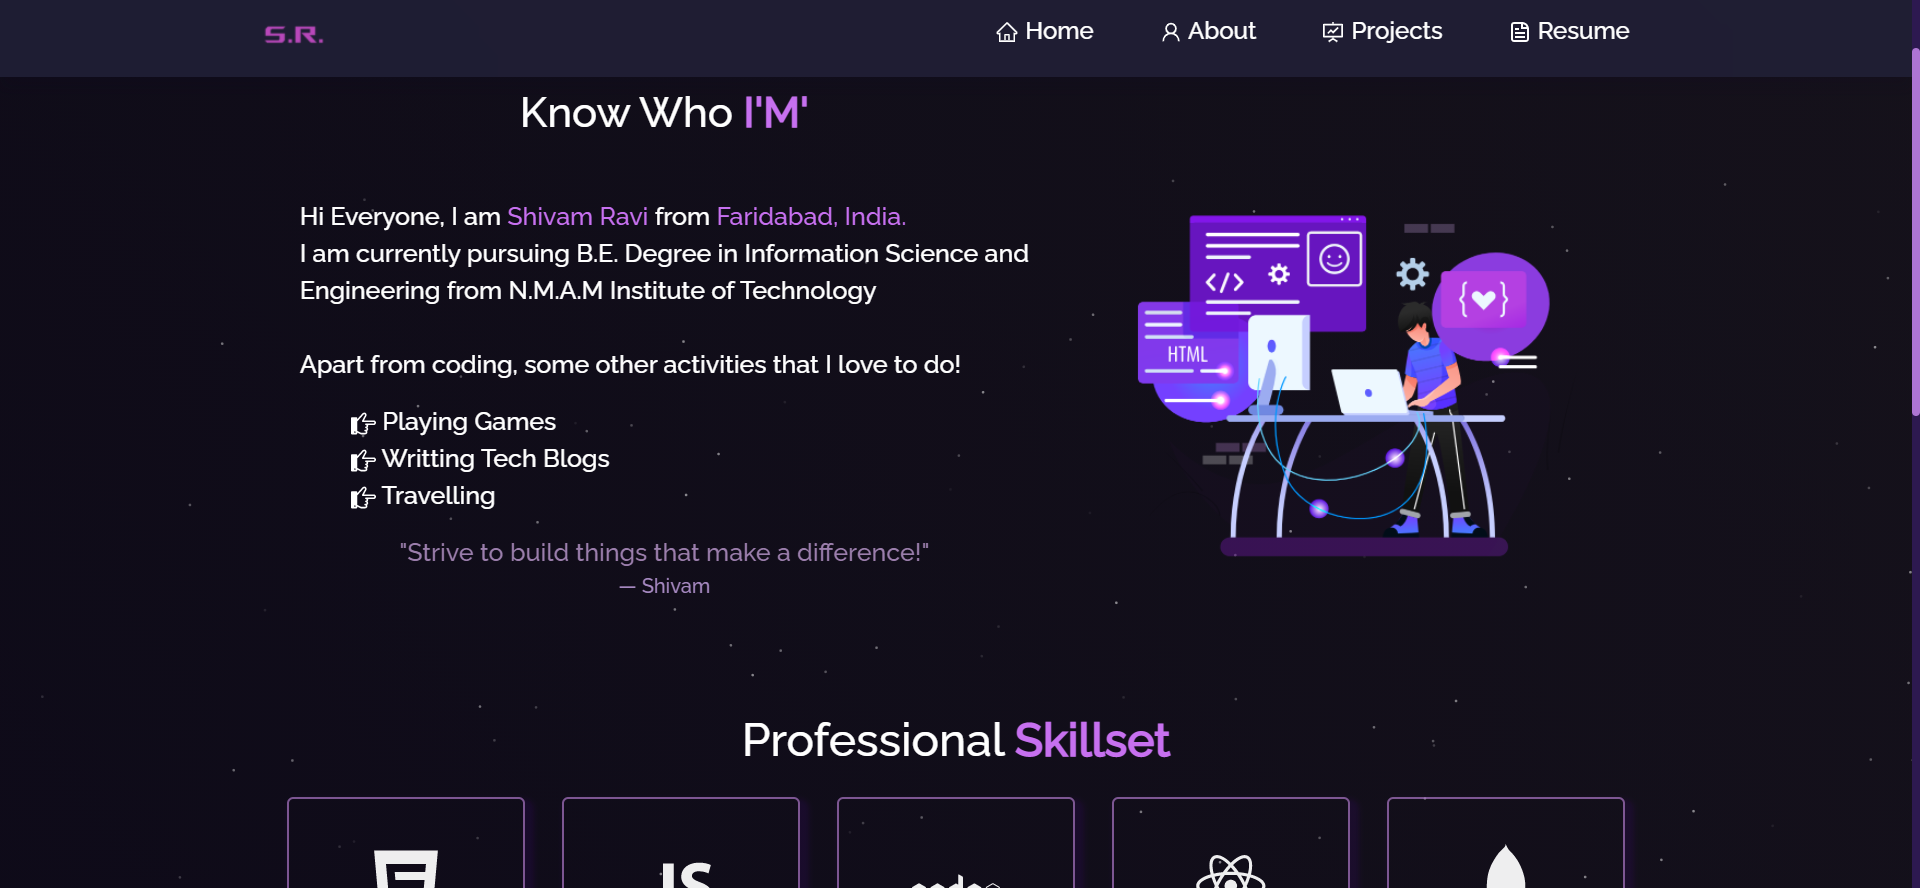 S.R.
Home
About
Projects
Resume
Know Who I'M'
Hi Everyone, I am Shivam Ravi from Faridabad, India.
I am currently pursuing B.E. Degree in Information Science and
Engineering from N.M.A.M Institute of Technology
Apart from coding, some other activities that I love to do!
Playing Games
Writting Tech Blogs
Travelling
"Strive to build things that make a difference!"
— Shivam
</>
HTML
Professional Skillset
JS